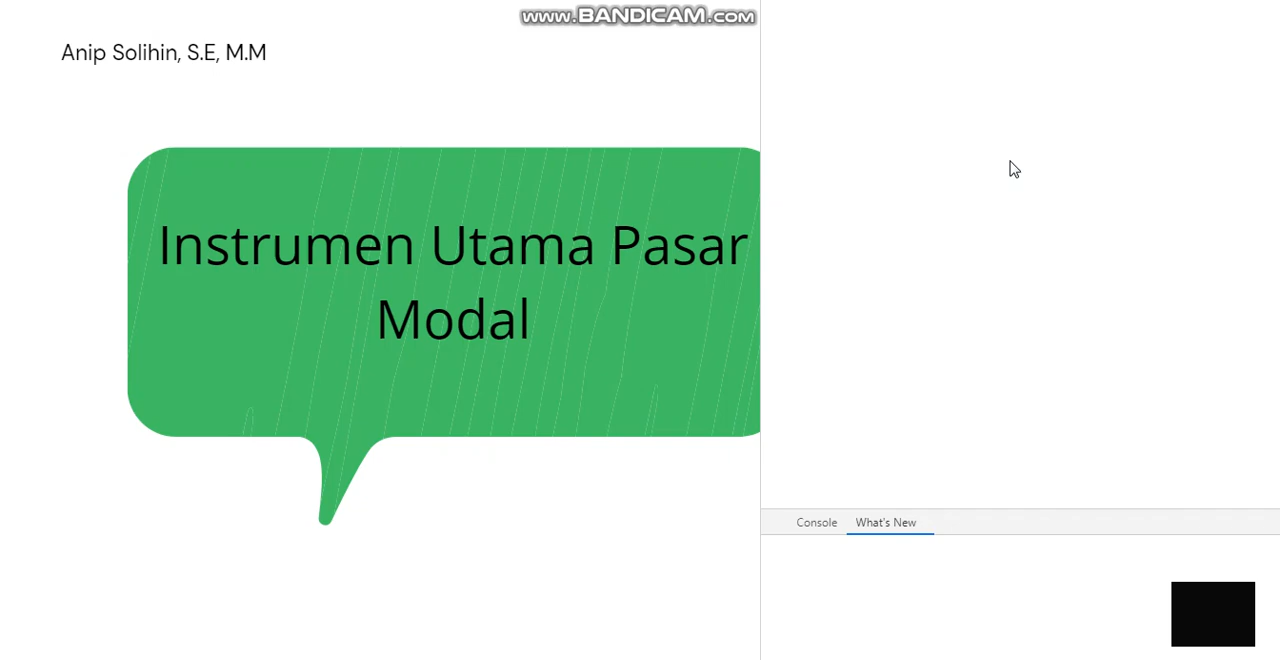 www.BANDICAM.com
Anip Solihin, S.E, M.M
Instrumen Utama Pasar
Modal
Console What's New